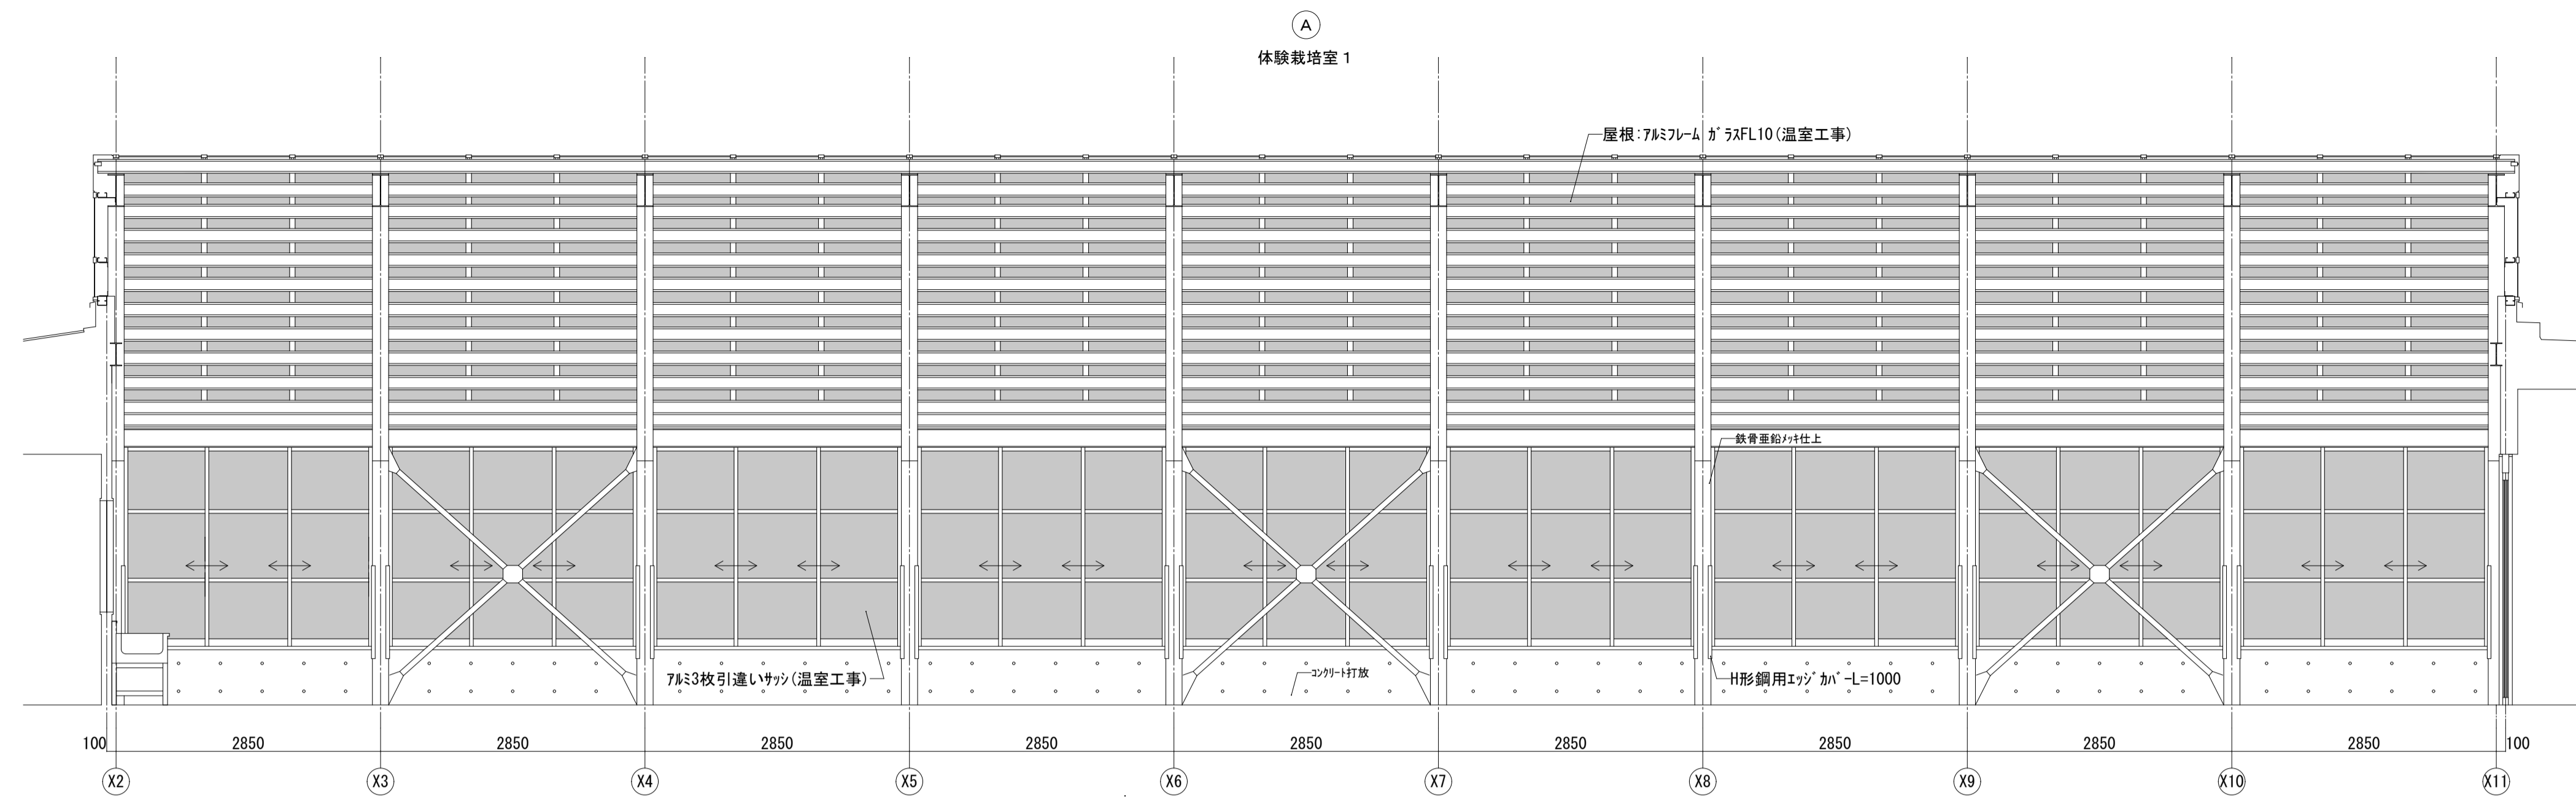 A
体験栽培室1
屋根:アルミフレーム ガラスFL10(温室工事)
鉄骨亜鉛メッキ仕上
アルミ3枚引違いサッシ(温室工事)
コンクリート打放
H形鋼用エッジカバーL=1000
100 2850 2850 2850 2850 2850 2850 2850 2850 2850 100
X2 X3 X4 X5 X6 X7 X8 X9 X10 X11